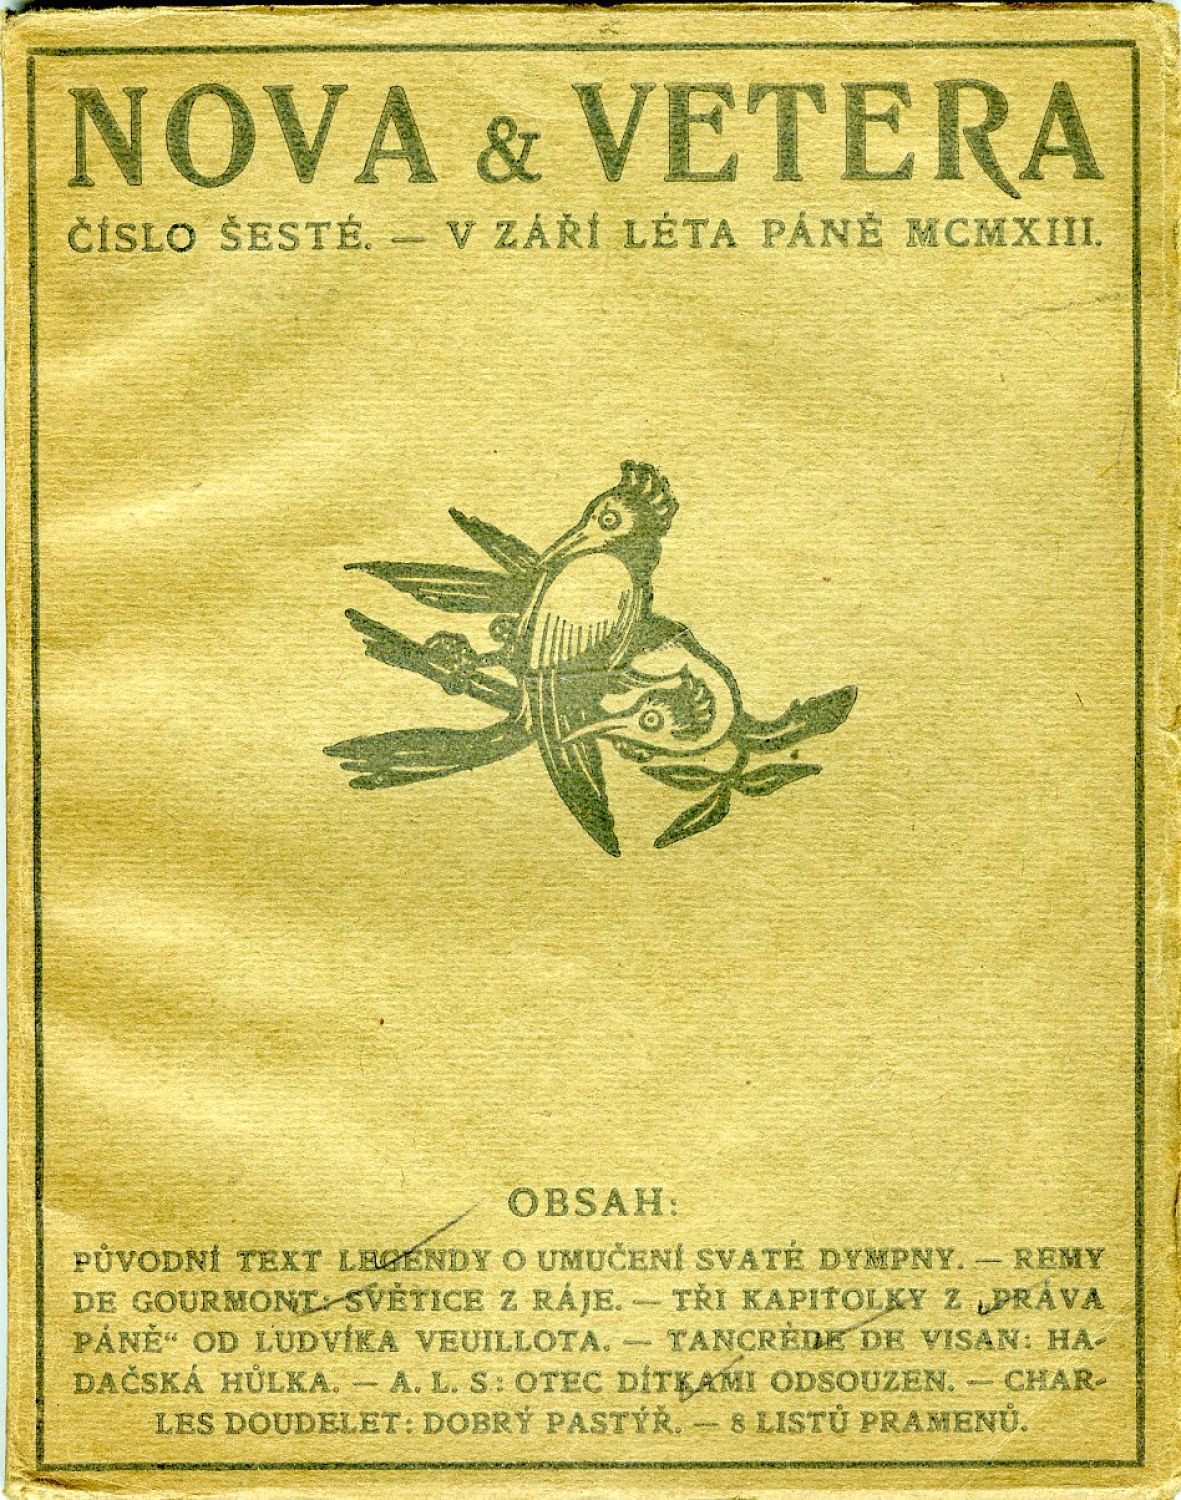 NOVA & VETERA
ČÍSLO ŠESTÉ. — V ZÁŘÍ LÉTA PÁNĚ MCMXIII.
OBSAH:
PŮVODNÍ TEXT LEGENDY O UMUČENÍ SVATÉ DYMPNY. — REMY
DE GOURMONT: SVĚTICE Z RÁJE. — TŘI KAPITOLKY Z „PRÁVA
PÁNĚ“ OD LUDVÍKA VEUILLOTA. — TANCRÈDE DE VISAN: HA-
DAČSKÁ HŮLKA. — A. L. S: OTEC DÍTKÁMI ODSOUZEN. — CHAR-
LES DOUDELET: DOBRÝ PASTÝŘ. — 8 LISTŮ PRAMENŮ.